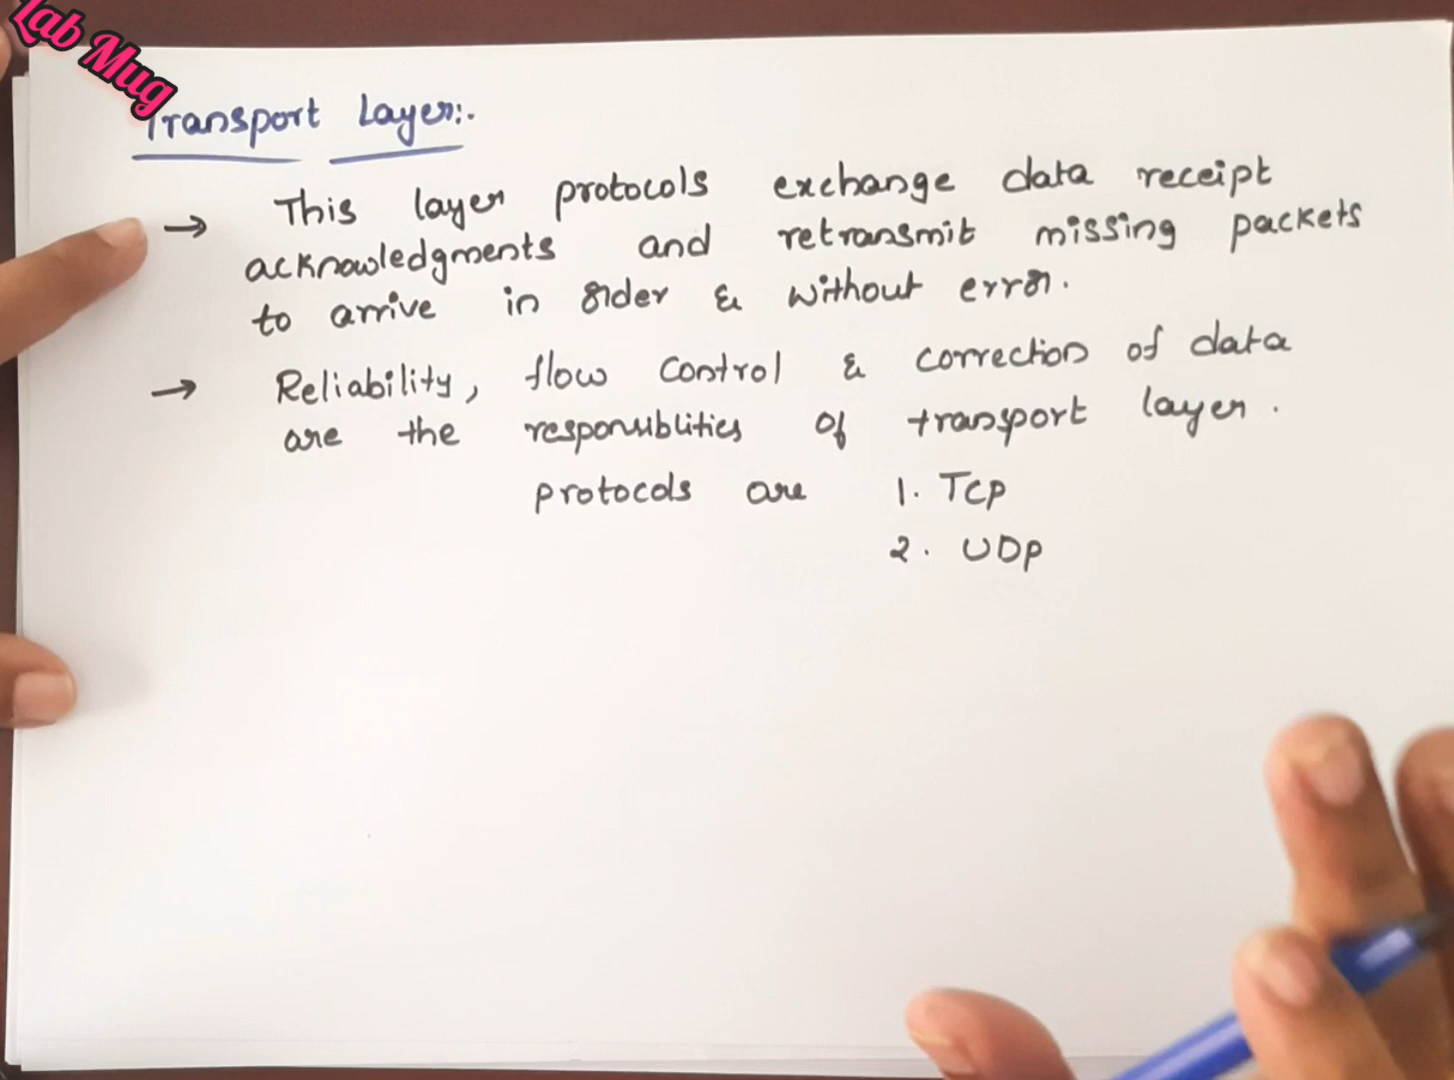 Lab Mug
Transport Layer:.
→ This layer protocols exchange data receipt
acknowledgments and retransmit missing packets
to arrive in order & without error.
→ Reliability, flow control & correction of data
are the responsiblities of transport layer.
protocols are 1. TCP
2. UDP